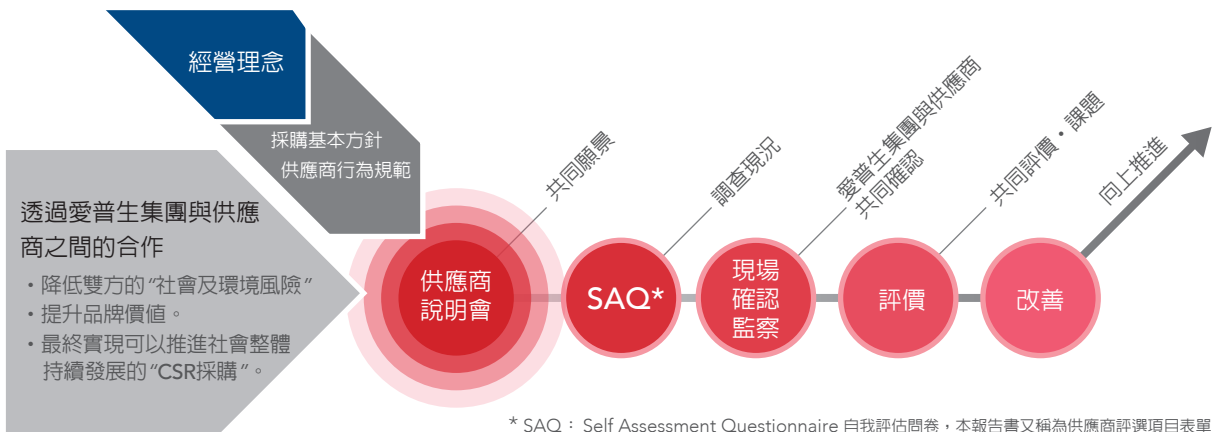 經營理念
採購基本方針
供應商行為規範
透過愛普生集團與供應
商之間的合作
・降低雙方的"社會及環境風險"
・提升品牌價值。
・最終實現可以推進社會整體
持續發展的"CSR採購"。
供應商
說明會
共同願景
SAQ*
調查現況
現場
確認
監察
愛普生集團與供應商
共同確認
評價
共同評價・課題
改善
向上推進
* SAQ： Self Assessment Questionnaire 自我評估問卷，本報告書又稱為供應商評選項目表單